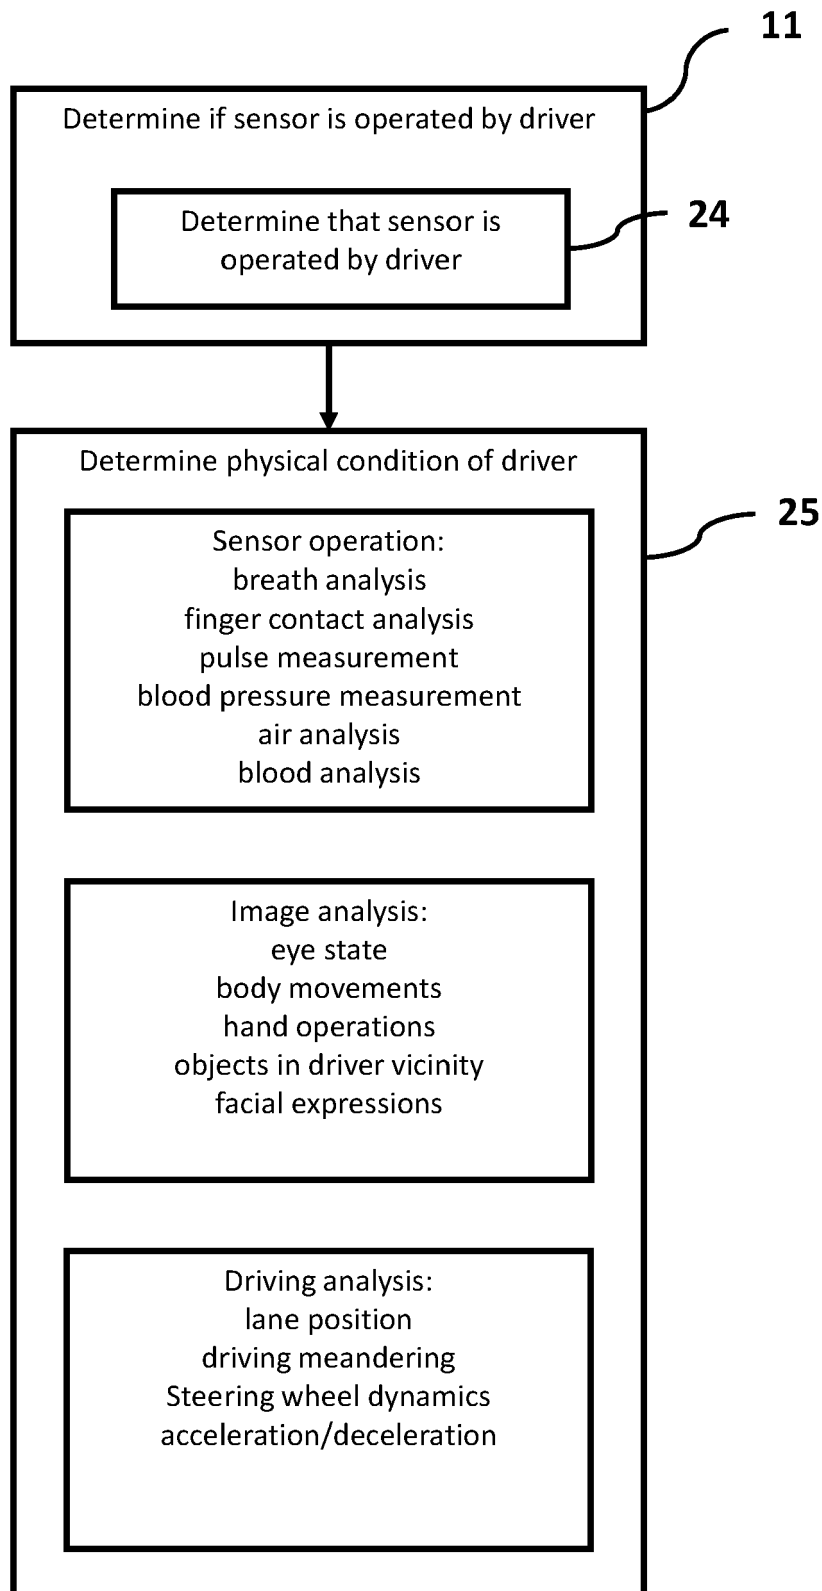 11
Determine if sensor is operated by driver
Determine that sensor is
operated by driver
24
Determine physical condition of driver
25
Sensor operation:
breath analysis
finger contact analysis
pulse measurement
blood pressure measurement
air analysis
blood analysis
Image analysis:
eye state
body movements
hand operations
objects in driver vicinity
facial expressions
Driving analysis:
lane position
driving meandering
Steering wheel dynamics
acceleration/deceleration